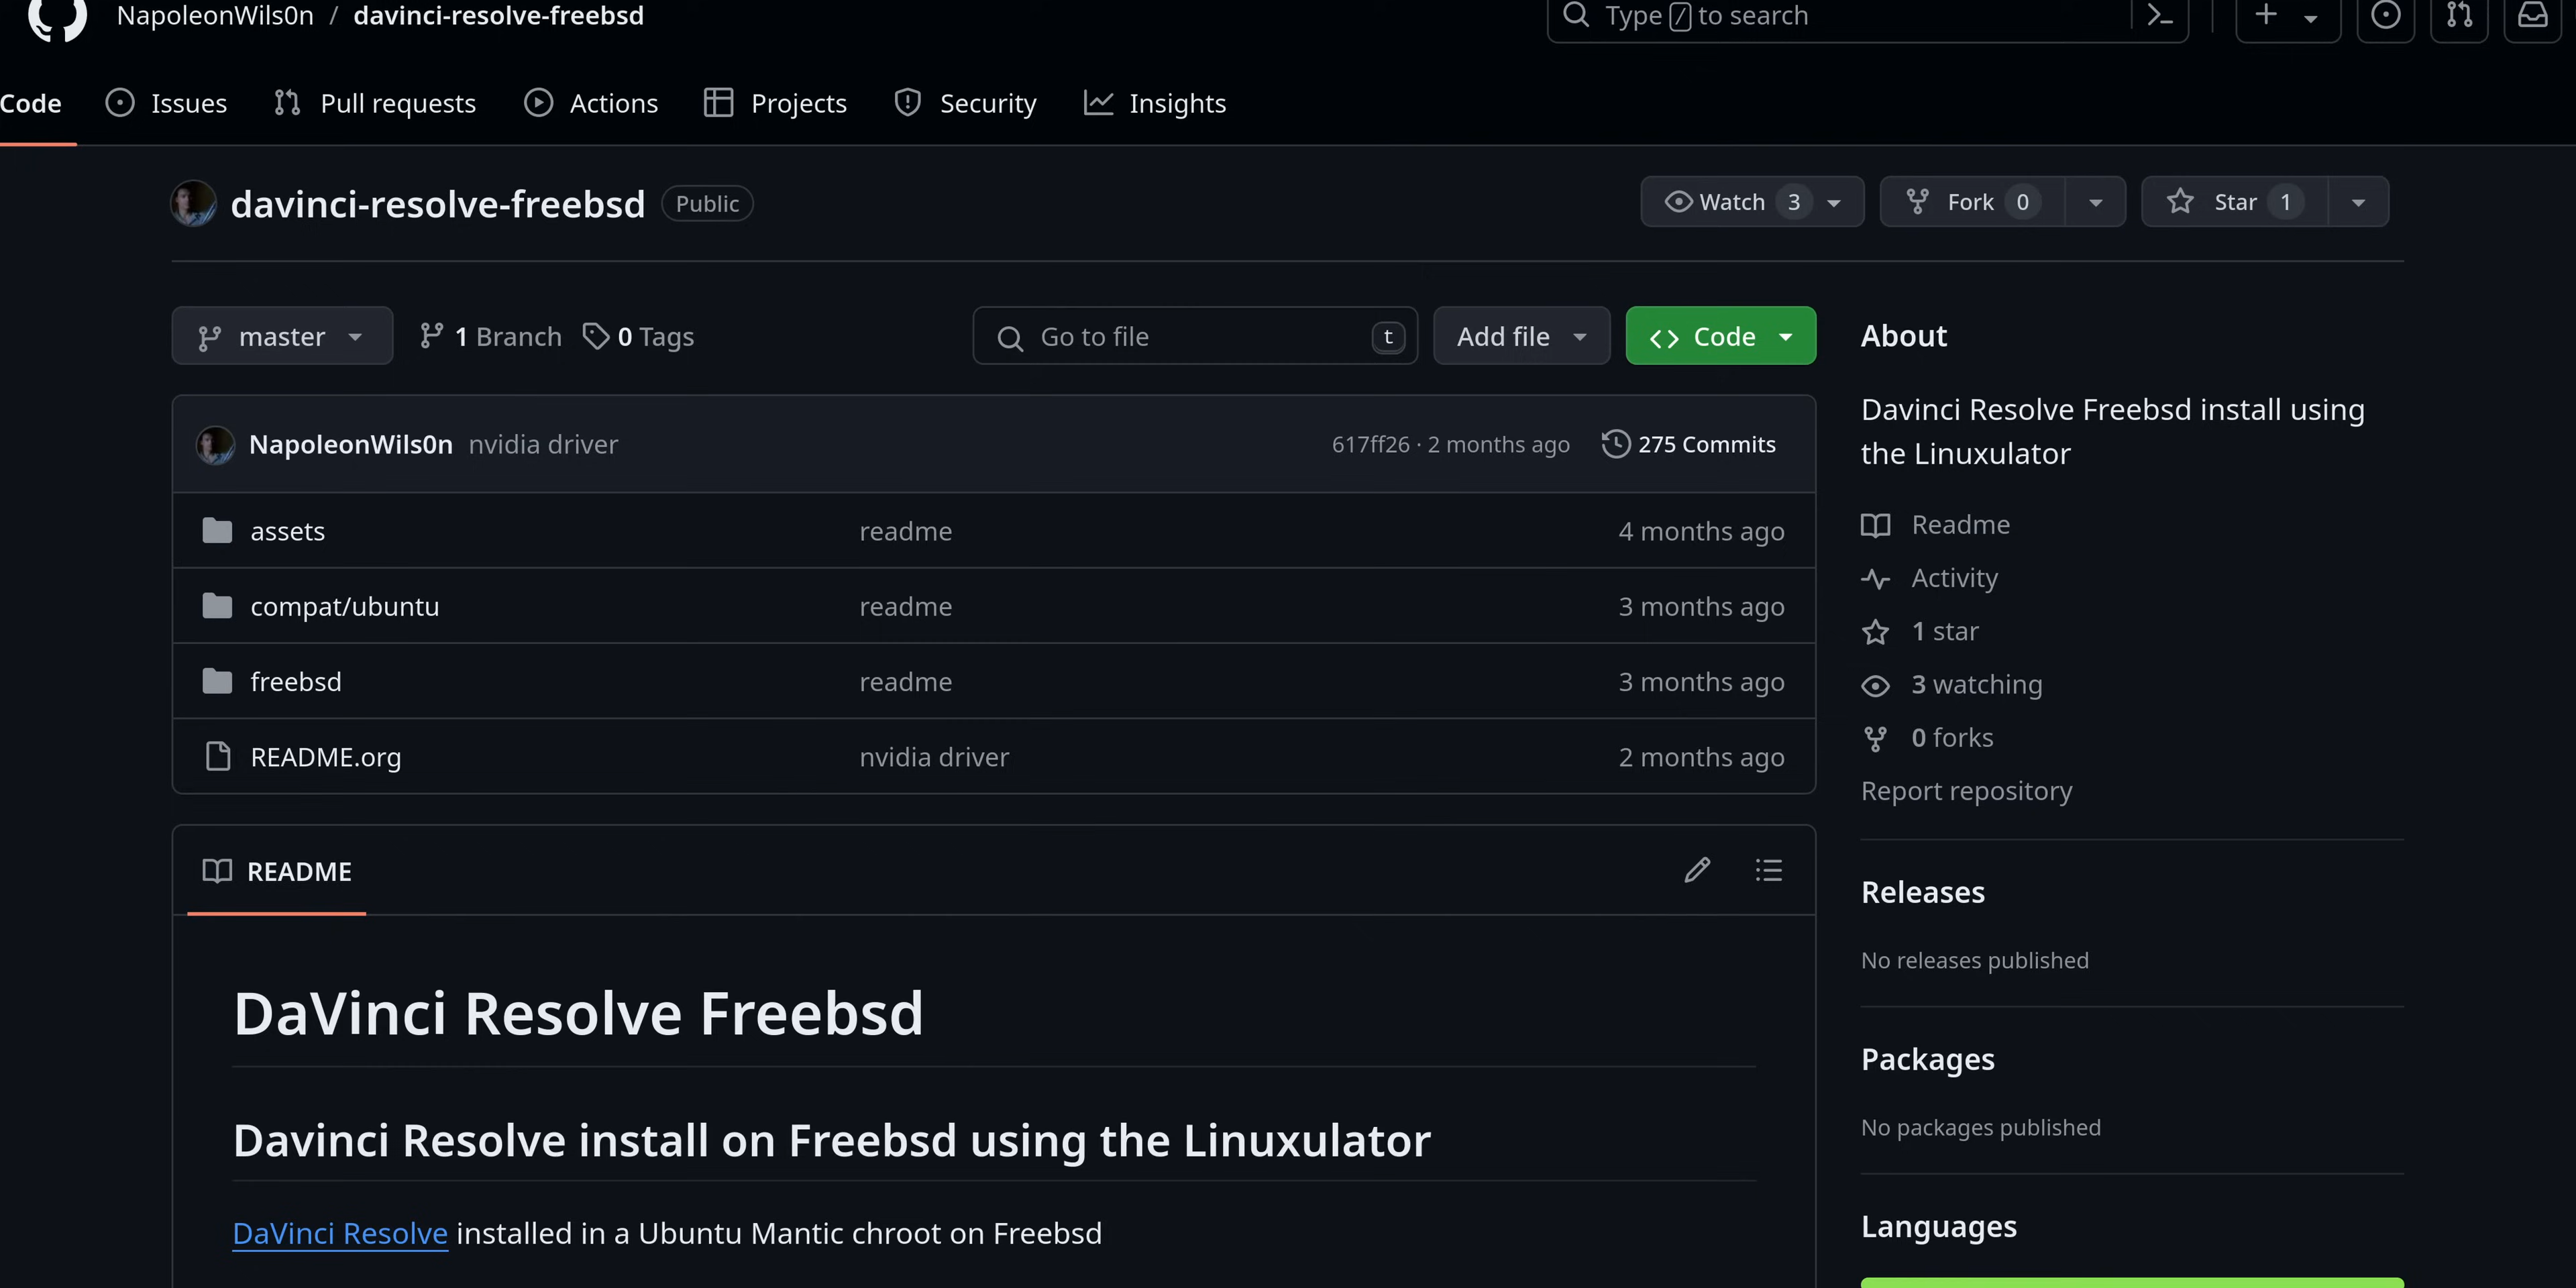 NapoleonWils0n / davinci-resolve-freebsd
Type / to search
Code
Issues
Pull requests
Actions
Projects
Security
Insights
davinci-resolve-freebsd
Public
Watch 3
Fork 0
Star 1
master
1 Branch
0 Tags
Go to file
t
Add file
Code
NapoleonWils0n nvidia driver
617ff26 · 2 months ago
275 Commits
assets
readme
4 months ago
compat/ubuntu
readme
3 months ago
freebsd
readme
3 months ago
README.org
nvidia driver
2 months ago
README
DaVinci Resolve Freebsd
Davinci Resolve install on Freebsd using the Linuxulator
DaVinci Resolve installed in a Ubuntu Mantic chroot on Freebsd
About
Davinci Resolve Freebsd install using
the Linuxulator
Readme
Activity
1 star
3 watching
0 forks
Report repository
Releases
No releases published
Packages
No packages published
Languages